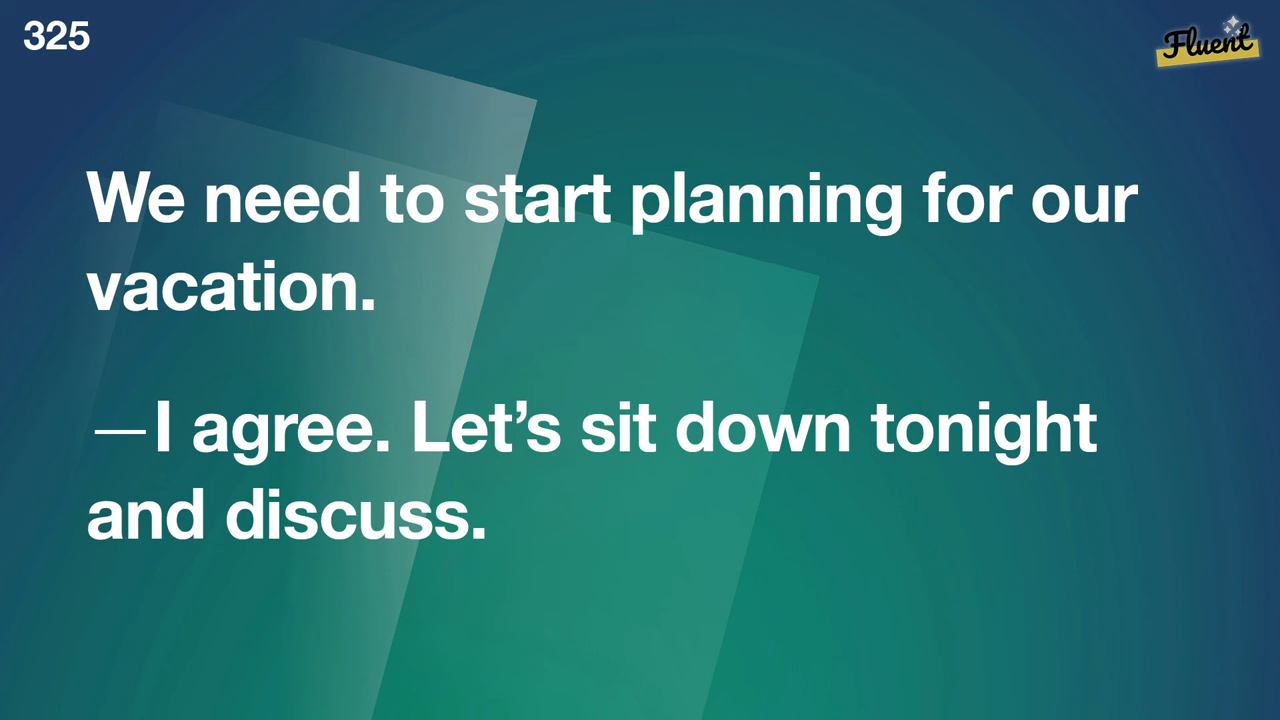 325
Fluent
We need to start planning for our
vacation.
—I agree. Let’s sit down tonight
and discuss.